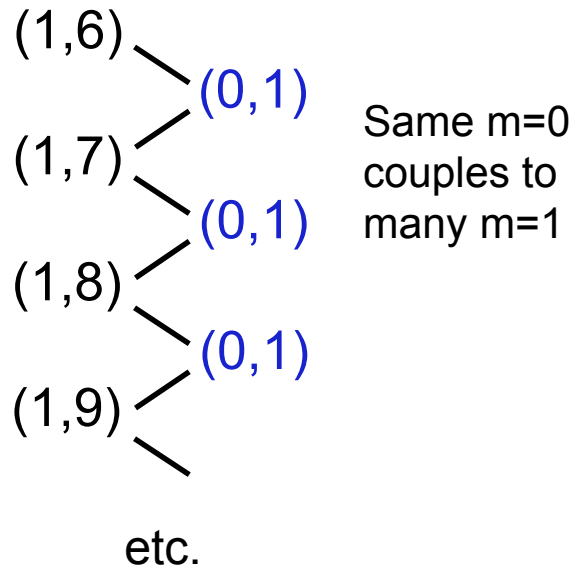 (1,6)
(0,1)
Same m=0
(1,7)
couples to
many m=1
(0,1)
(1,8)
(0,1)
(1,9)
etc.